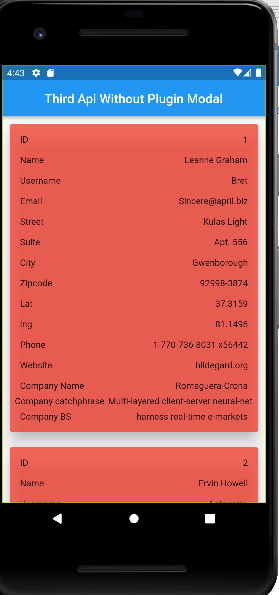 4:43
Third Api Without Plugin Modal
ID 1
Name Leanne Graham
Username Bret
Email Sincere@april.biz
Street Kulas Light
Suite Apt. 556
City Gwenborough
Zipcode 92998-3874
Lat 37.3159
lng 81.1496
Phone 1-770-736-8031 x56442
Website hildegard.org
Company Name Romaguera-Crona
Company catchphrase Multi-layered client-server neural-net
Company BS harness real-time e-markets
ID 2
Name Ervin Howell